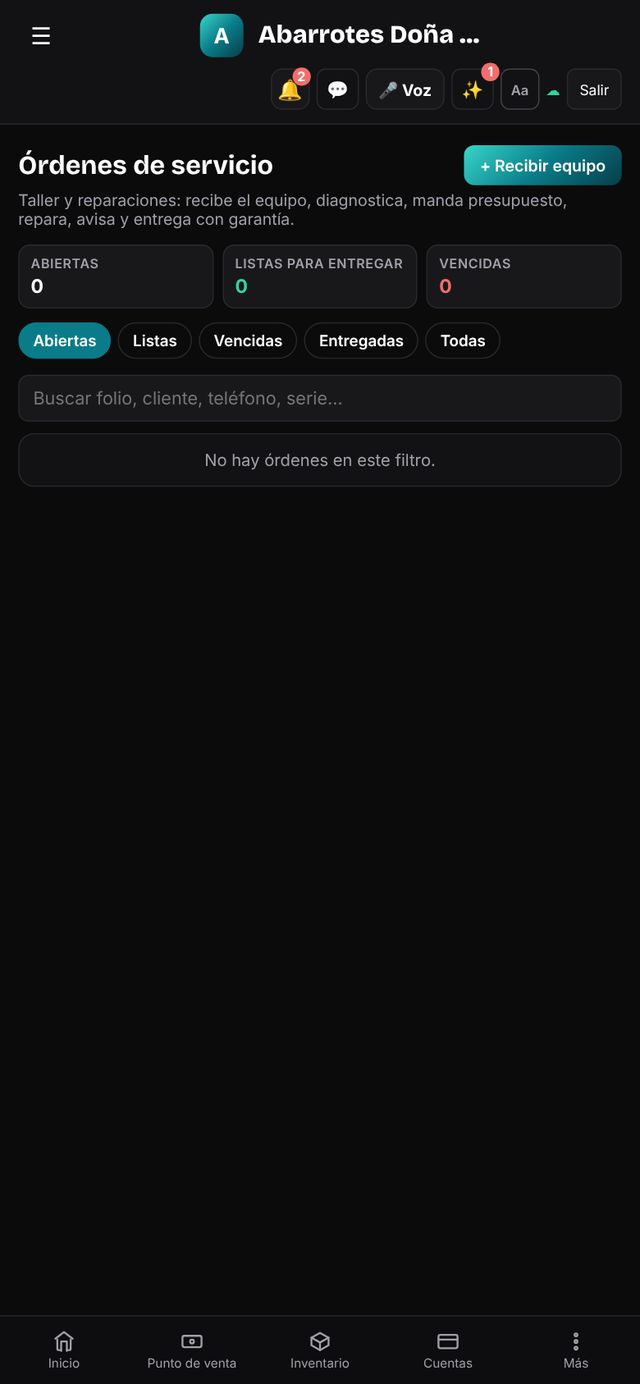 ☰ A Abarrotes Doña ...
🔔 2 💬 🎤 Voz ✨ 1 Aa ☁ Salir
Órdenes de servicio
+ Recibir equipo
Taller y reparaciones: recibe el equipo, diagnostica, manda presupuesto,
repara, avisa y entrega con garantía.
ABIERTAS LISTAS PARA ENTREGAR VENCIDAS
0 0 0
Abiertas Listas Vencidas Entregadas Todas
Buscar folio, cliente, teléfono, serie...
No hay órdenes en este filtro.
Inicio Punto de venta Inventario Cuentas Más